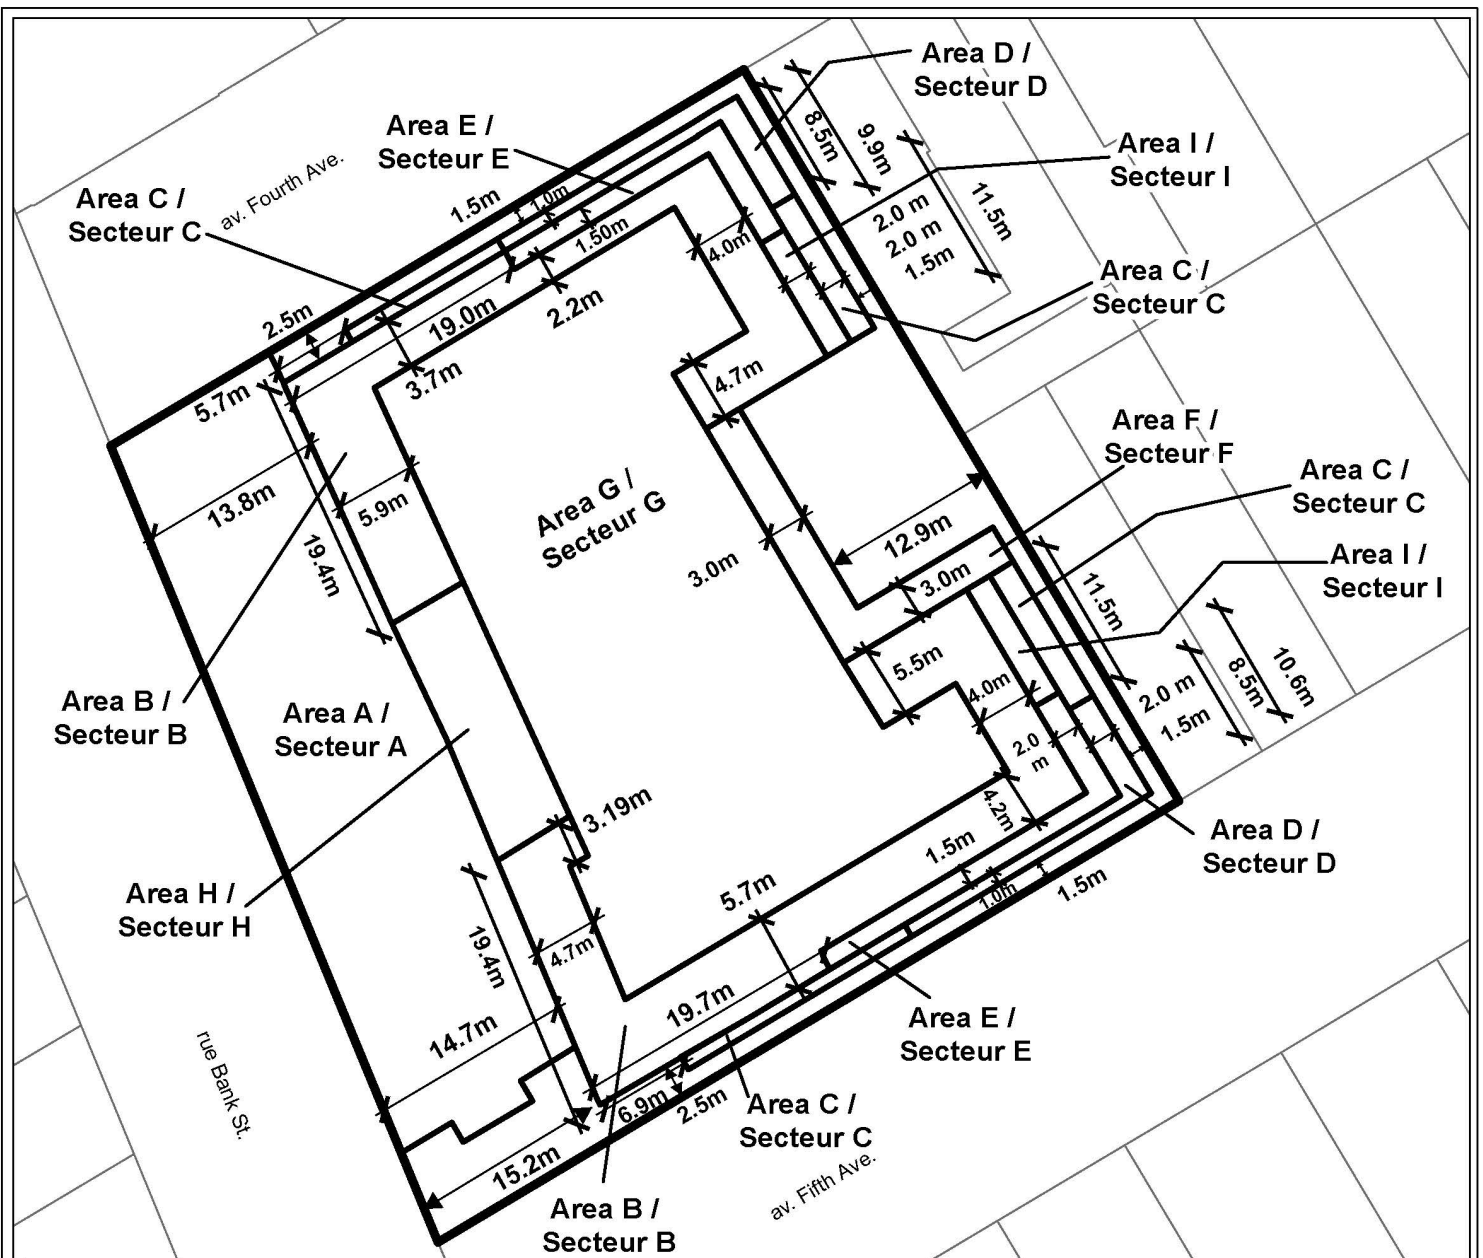 Area D /
Secteur D
8.5m
9.9m
Area E /
Secteur E
Area I /
Secteur I
av. Fourth Ave.
Area C /
Secteur C
1.5m
1.0m
1.50m
4.0m
2.0 m
2.0 m
1.5m
11.5m
Area C /
Secteur C
2.5m
19.0m
2.2m
3.7m
4.7m
5.7m
Area F /
Secteur F
13.8m
5.9m
Area G /
Secteur G
12.9m
Area C /
Secteur C
19.4m
3.0m
3.0m
11.5m
Area I /
Secteur I
5.5m
4.0m
2.0 m
1.5m
8.5m
10.6m
Area B /
Secteur B
Area A /
Secteur A
2.0
m
3.19m
4.2m
Area D /
Secteur D
1.5m
1.0m
1.5m
Area H /
Secteur H
5.7m
4.7m
19.4m
19.7m
14.7m
Area E /
Secteur E
rue Bank St.
6.9m
2.5m
Area C /
Secteur C
15.2m
av. Fifth Ave.
Area B /
Secteur B